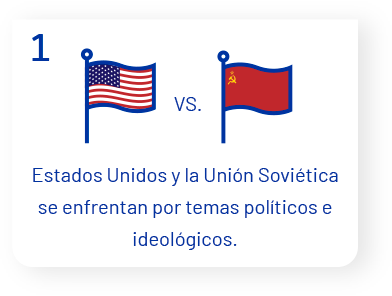 1
VS.
Estados Unidos y la Unión Soviética
se enfrentan por temas políticos e
ideológicos.